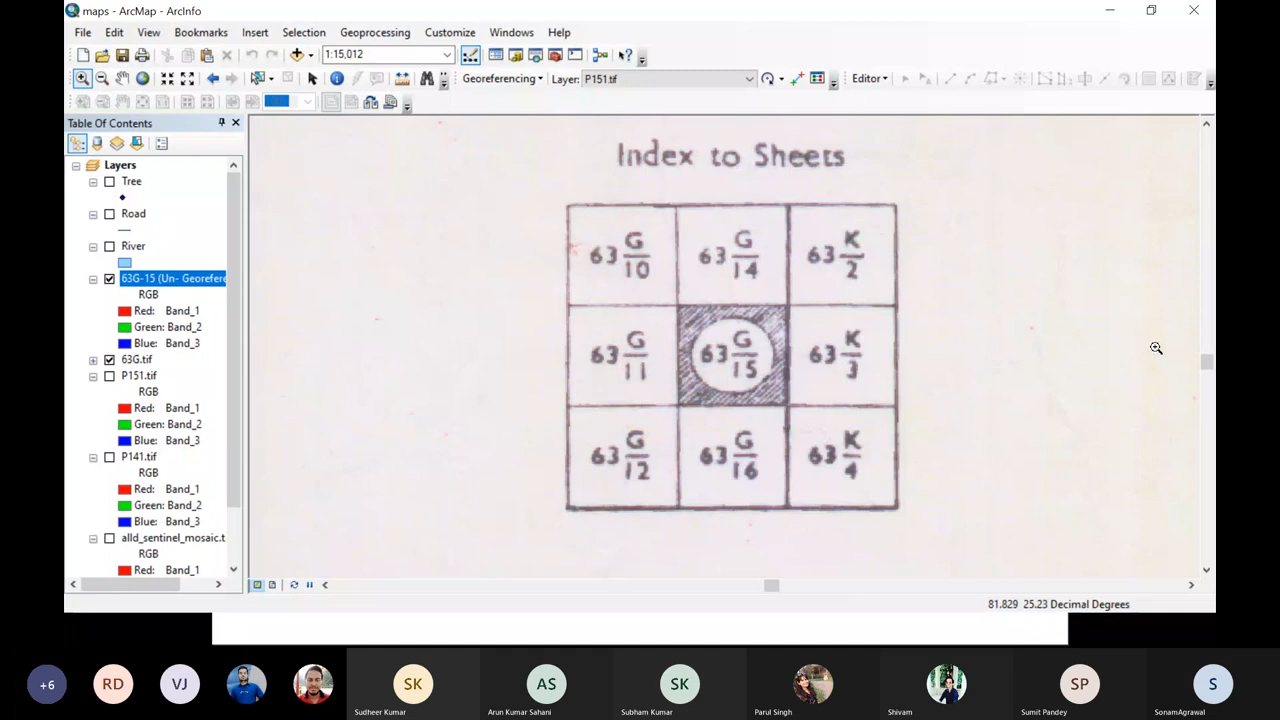 maps - ArcMap - ArcInfo
File Edit View Bookmarks Insert Selection Geoprocessing Customize Windows Help
1:15,012
Georeferencing Layer: P151.tif Editor
Table Of Contents
Layers
Tree
Road
River
63G-15 (Un- Georefere
RGB
Red: Band_1
Green: Band_2
Blue: Band_3
63G.tif
P151.tif
RGB
Red: Band_1
Green: Band_2
Blue: Band_3
P141.tif
RGB
Red: Band_1
Green: Band_2
Blue: Band_3
alld_sentinel_mosaic.t
RGB
Red: Band_1
Index to Sheets
63 G/10 63 G/14 63 K/2
63 G/11 63 G/15 63 K/3
63 G/12 63 G/16 63 K/4
81.829 25.23 Decimal Degrees
+6 RD VJ SK AS SK SP S
Sudheer Kumar Arun Kumar Sahani Subham Kumar Parul Singh Shivam Sumit Pandey SonamAgrawal